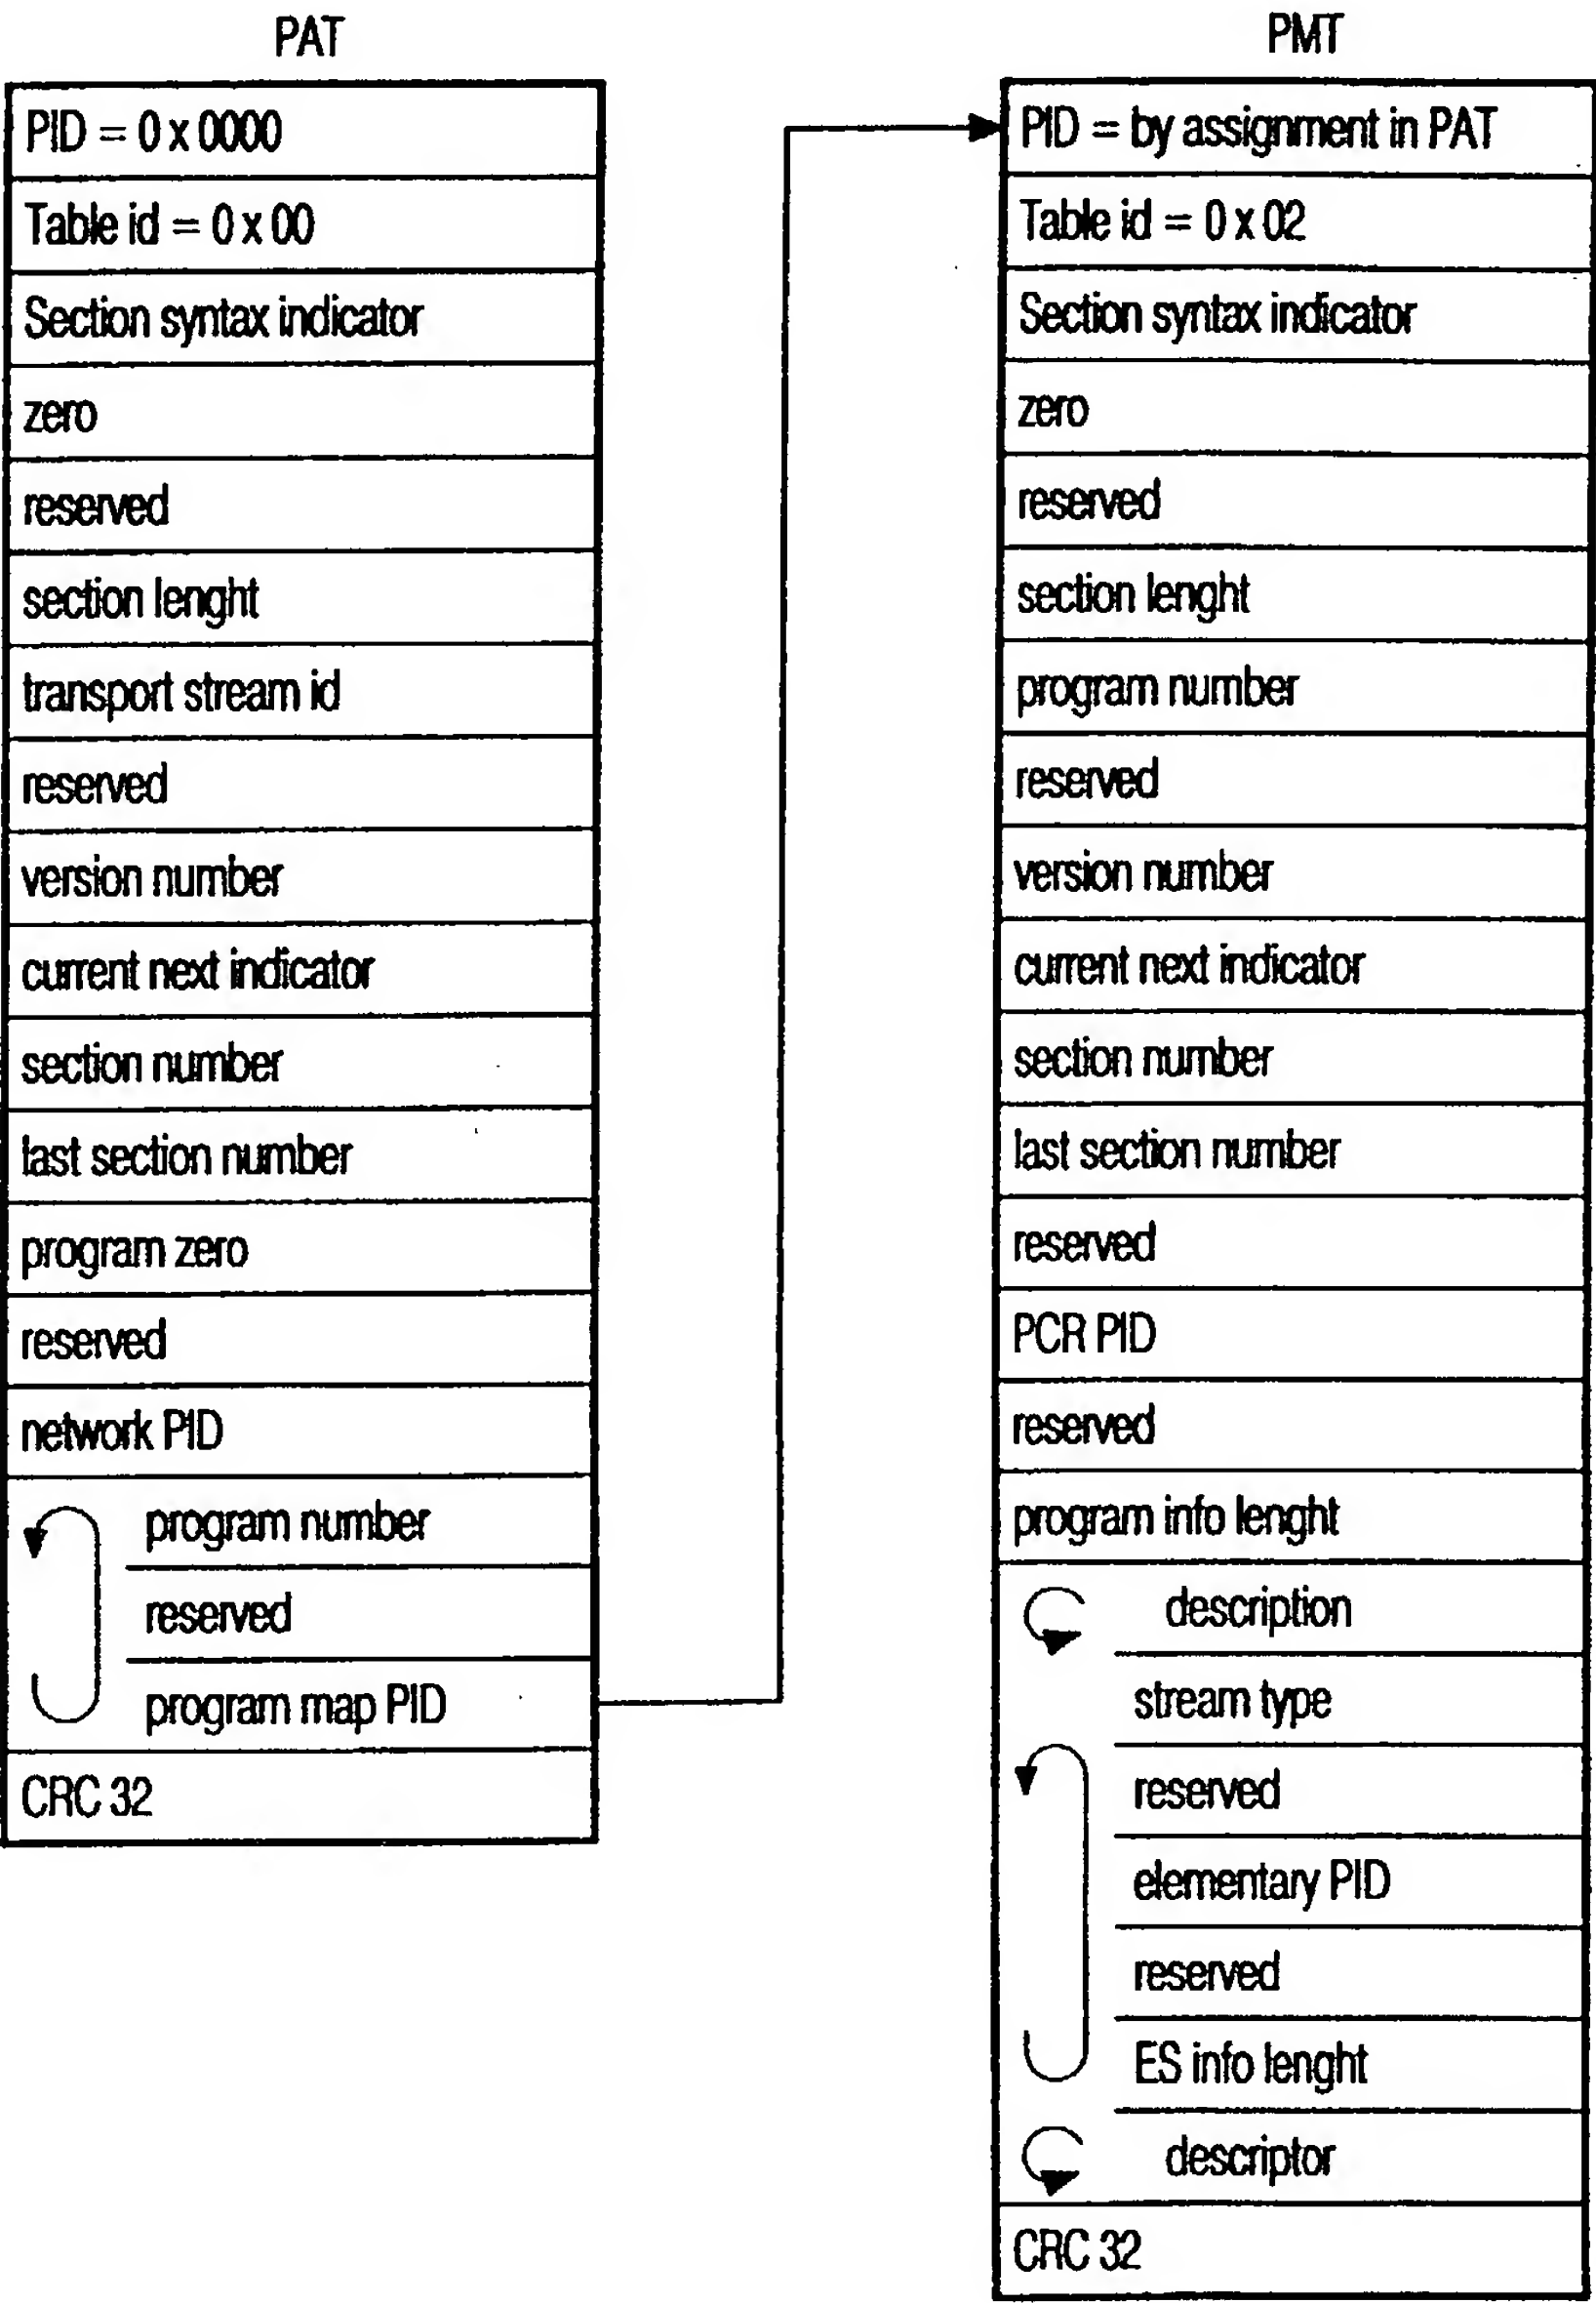 PAT
PID = 0 x 0000
Table id = 0 x 00
Section syntax indicator
zero
reserved
section lenght
transport stream id
reserved
version number
current next indicator
section number
last section number
program zero
reserved
network PID
program number
reserved
program map PID
CRC 32
PMT
PID = by assignment in PAT
Table id = 0 x 02
Section syntax indicator
zero
reserved
section lenght
program number
reserved
version number
current next indicator
section number
last section number
reserved
PCR PID
reserved
program info lenght
description
stream type
reserved
elementary PID
reserved
ES info lenght
descriptor
CRC 32